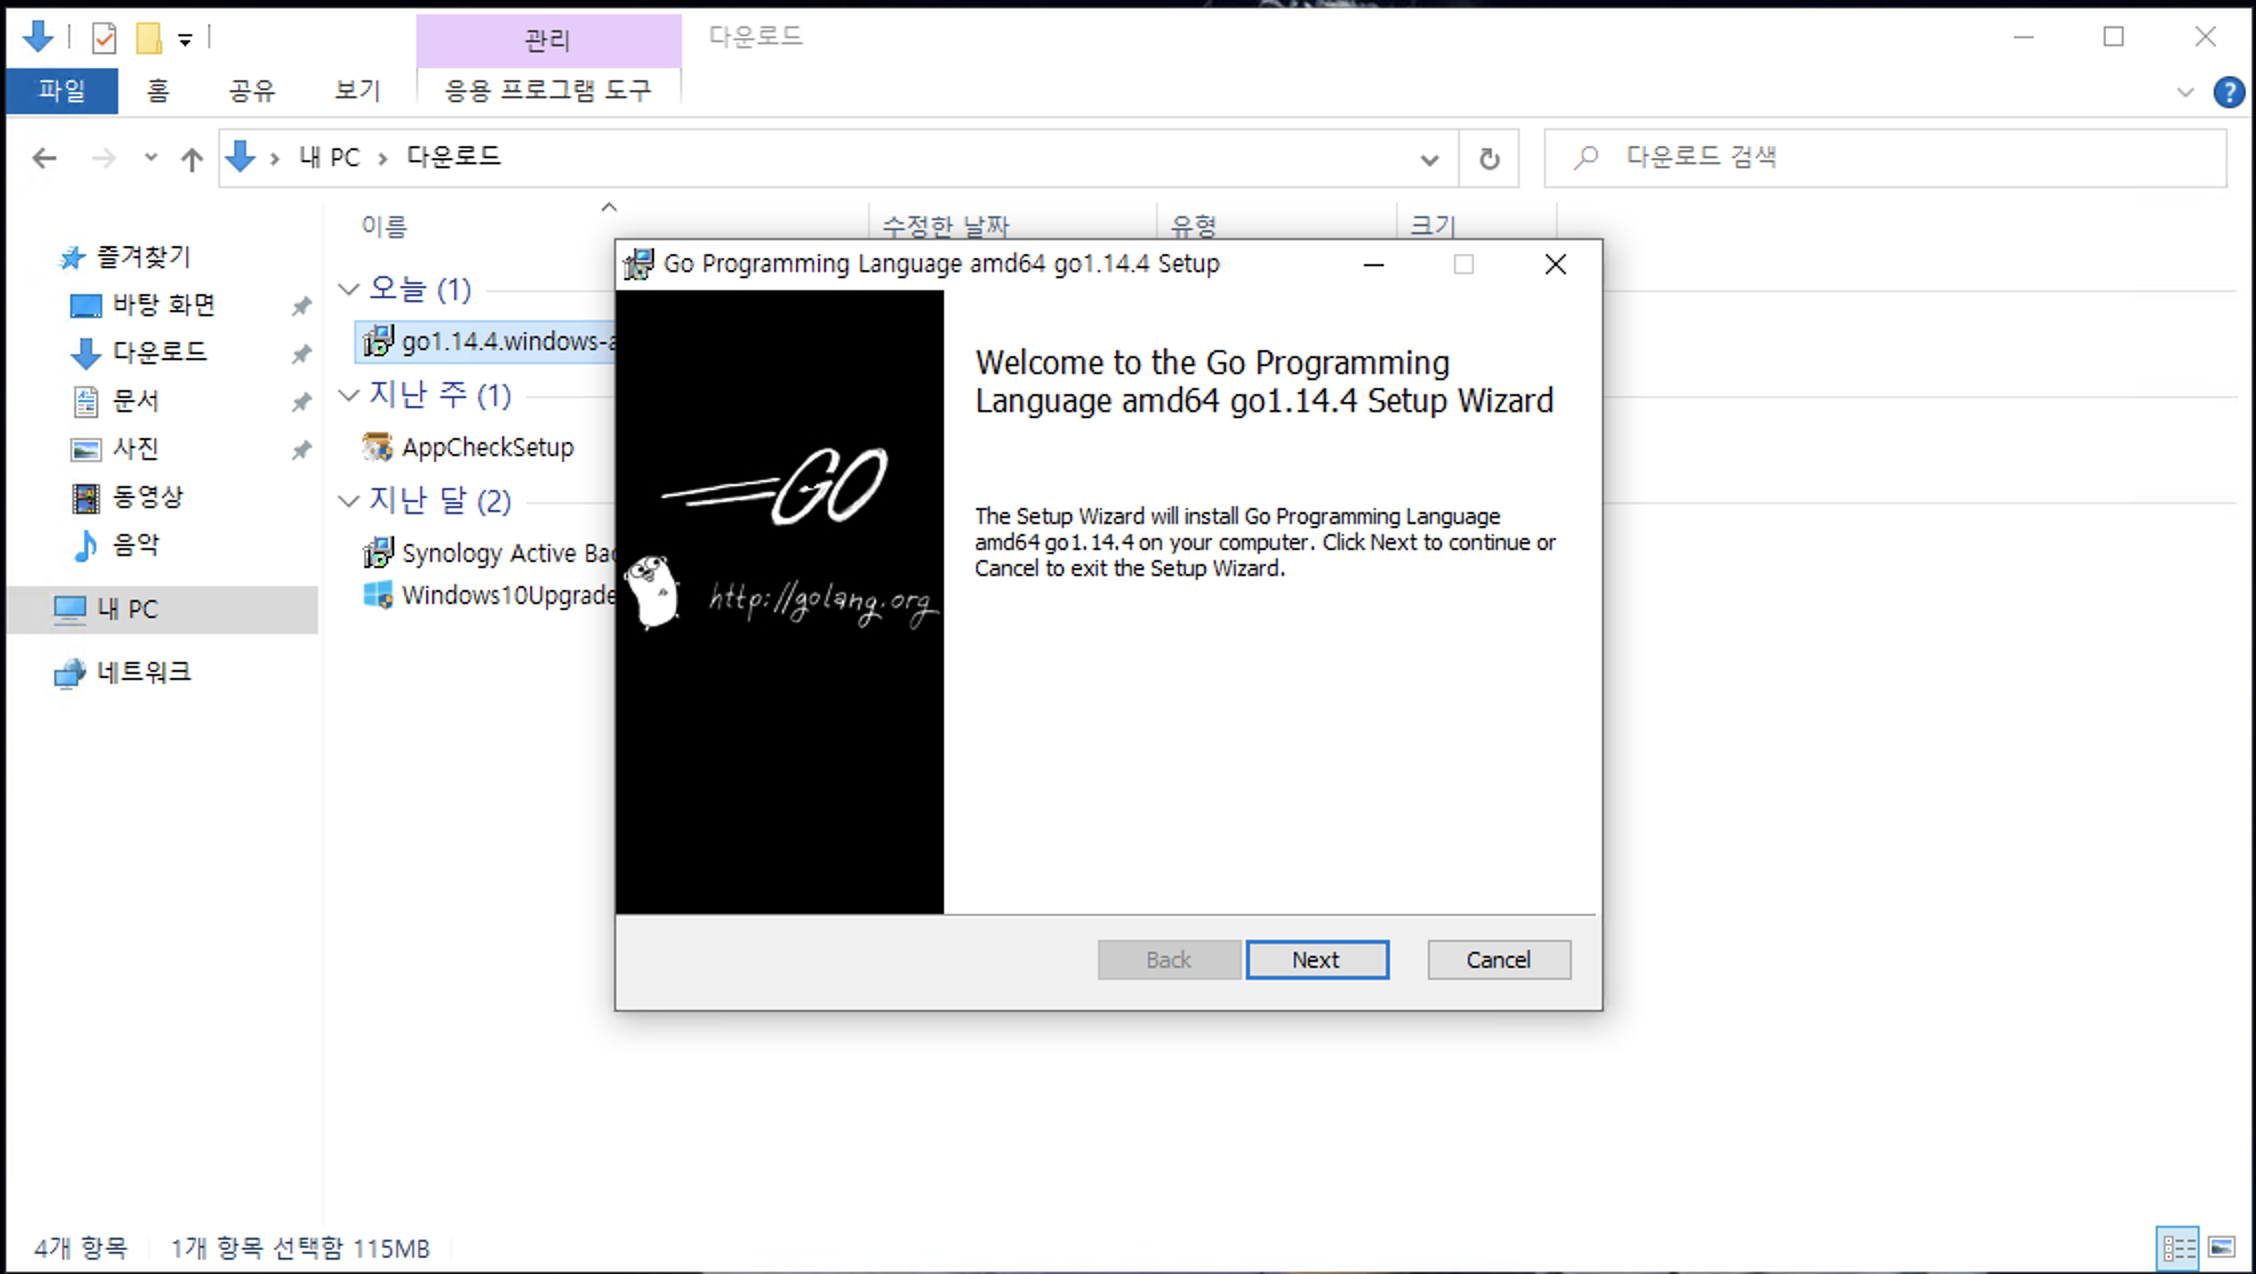 관리
다운로드
파일
홈
공유
보기
응용 프로그램 도구
?
내 PC
다운로드
다운로드 검색
즐겨찾기
바탕 화면
다운로드
문서
사진
동영상
음악
내 PC
네트워크
이름
수정한 날짜
유형
크기
오늘 (1)
go1.14.4.windows-a
지난 주 (1)
AppCheckSetup
지난 달 (2)
Synology Active Bac
Windows10Upgrade
Go Programming Language amd64 go1.14.4 Setup
GO
http://golang.org
Welcome to the Go Programming
Language amd64 go1.14.4 Setup Wizard
The Setup Wizard will install Go Programming Language
amd64 go1.14.4 on your computer. Click Next to continue or
Cancel to exit the Setup Wizard.
Back
Next
Cancel
4개 항목
1개 항목 선택함 115MB